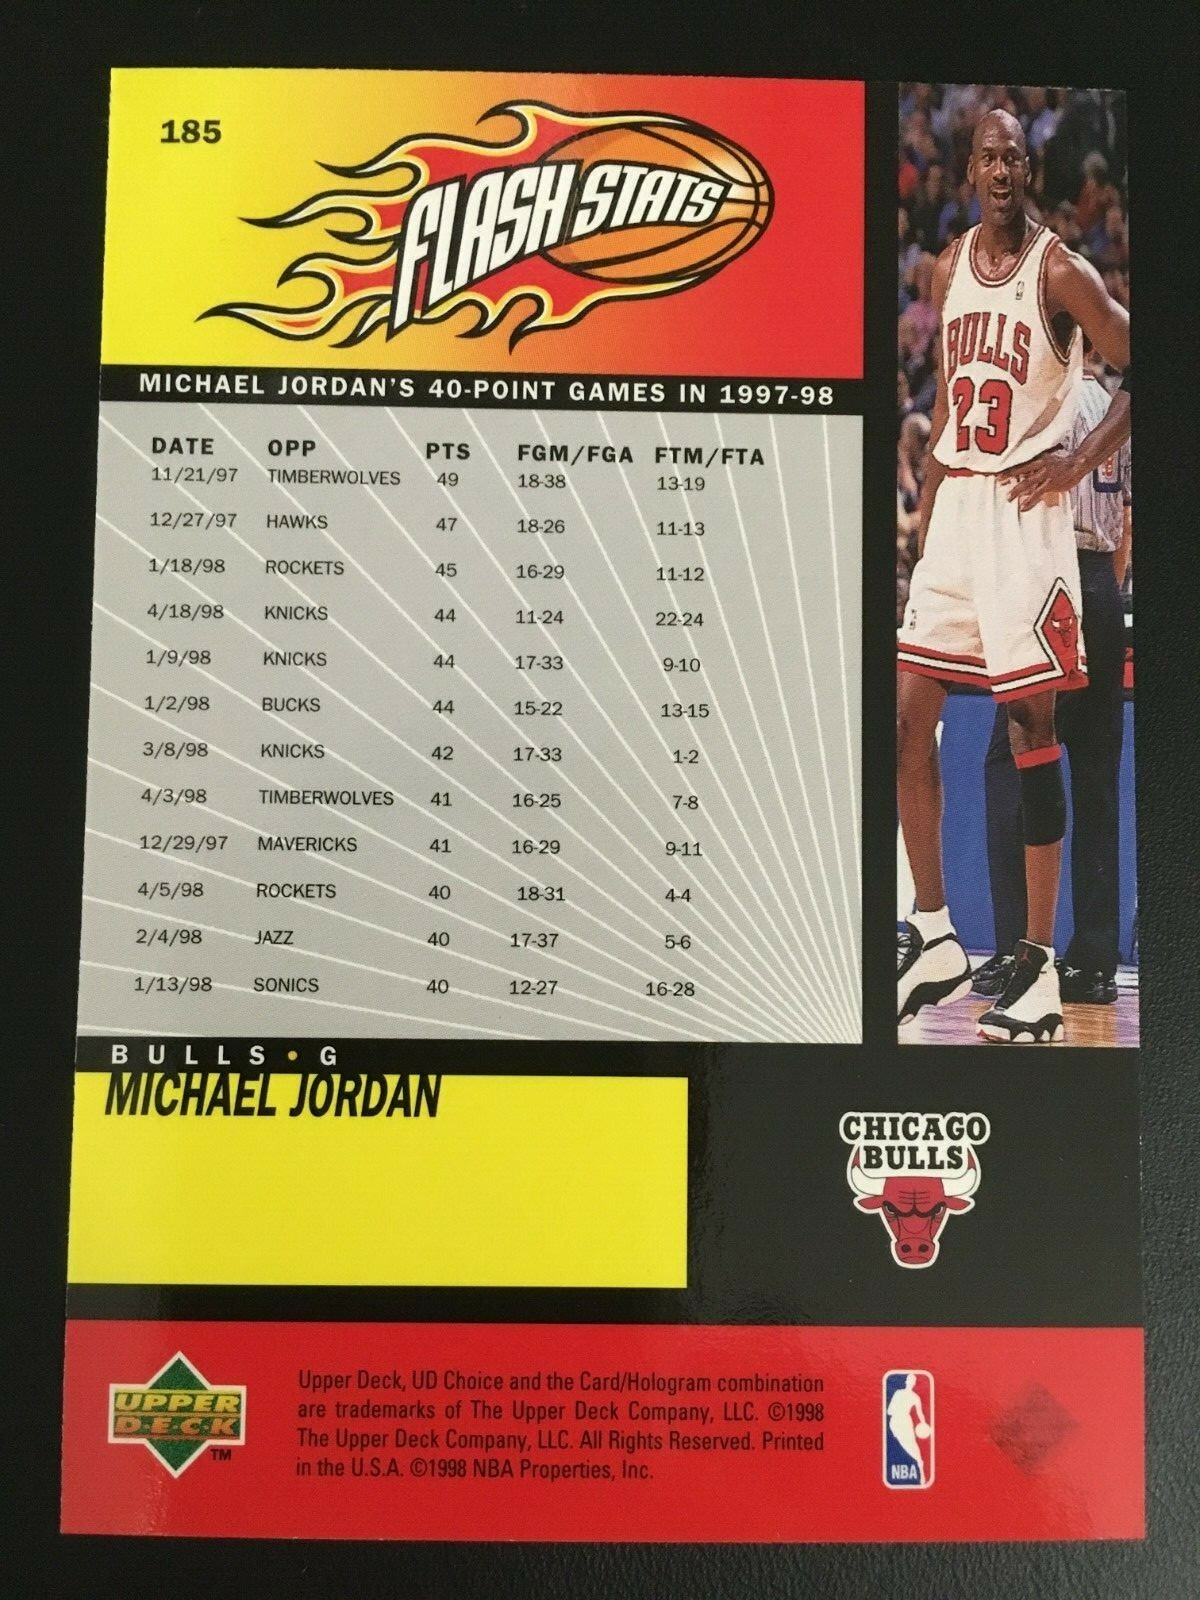 185
FLASH STATS
MICHAEL JORDAN'S 40-POINT GAMES IN 1997-98
DATE OPP PTS FGM/FGA FTM/FTA
11/21/97 TIMBERWOLVES 49 18-38 13-19
12/27/97 HAWKS 47 18-26 11-13
1/18/98 ROCKETS 45 16-29 11-12
4/18/98 KNICKS 44 11-24 22-24
1/9/98 KNICKS 44 17-33 9-10
1/2/98 BUCKS 44 15-22 13-15
3/8/98 KNICKS 42 17-33 1-2
4/3/98 TIMBERWOLVES 41 16-25 7-8
12/29/97 MAVERICKS 41 16-29 9-11
4/5/98 ROCKETS 40 18-31 4-4
2/4/98 JAZZ 40 17-37 5-6
1/13/98 SONICS 40 12-27 16-28
BULLS
23
BULLS • G
MICHAEL JORDAN
CHICAGO
BULLS
UPPER
D·E·C·K
TM
Upper Deck, UD Choice and the Card/Hologram combination
are trademarks of The Upper Deck Company, LLC. ©1998
The Upper Deck Company, LLC. All Rights Reserved. Printed
in the U.S.A. ©1998 NBA Properties, Inc.
NBA